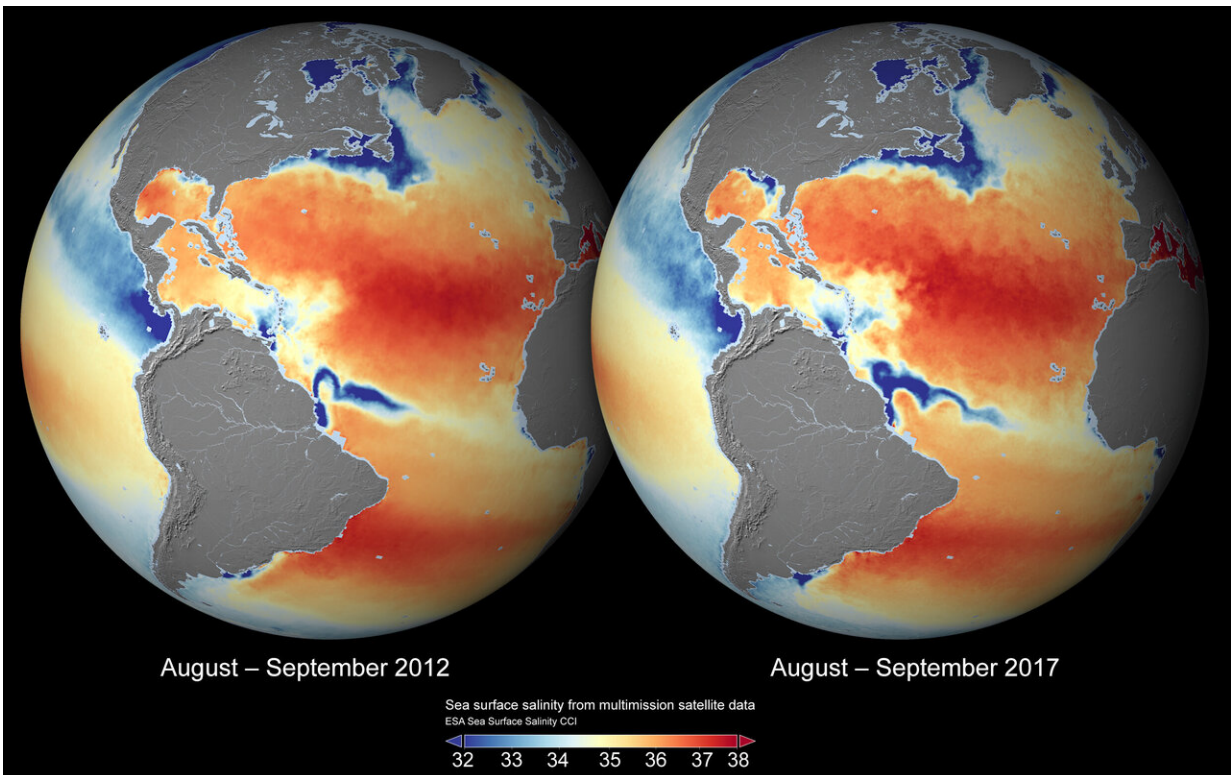 August – September 2012
August – September 2017
Sea surface salinity from multimission satellite data
ESA Sea Surface Salinity CCI
32 33 34 35 36 37 38